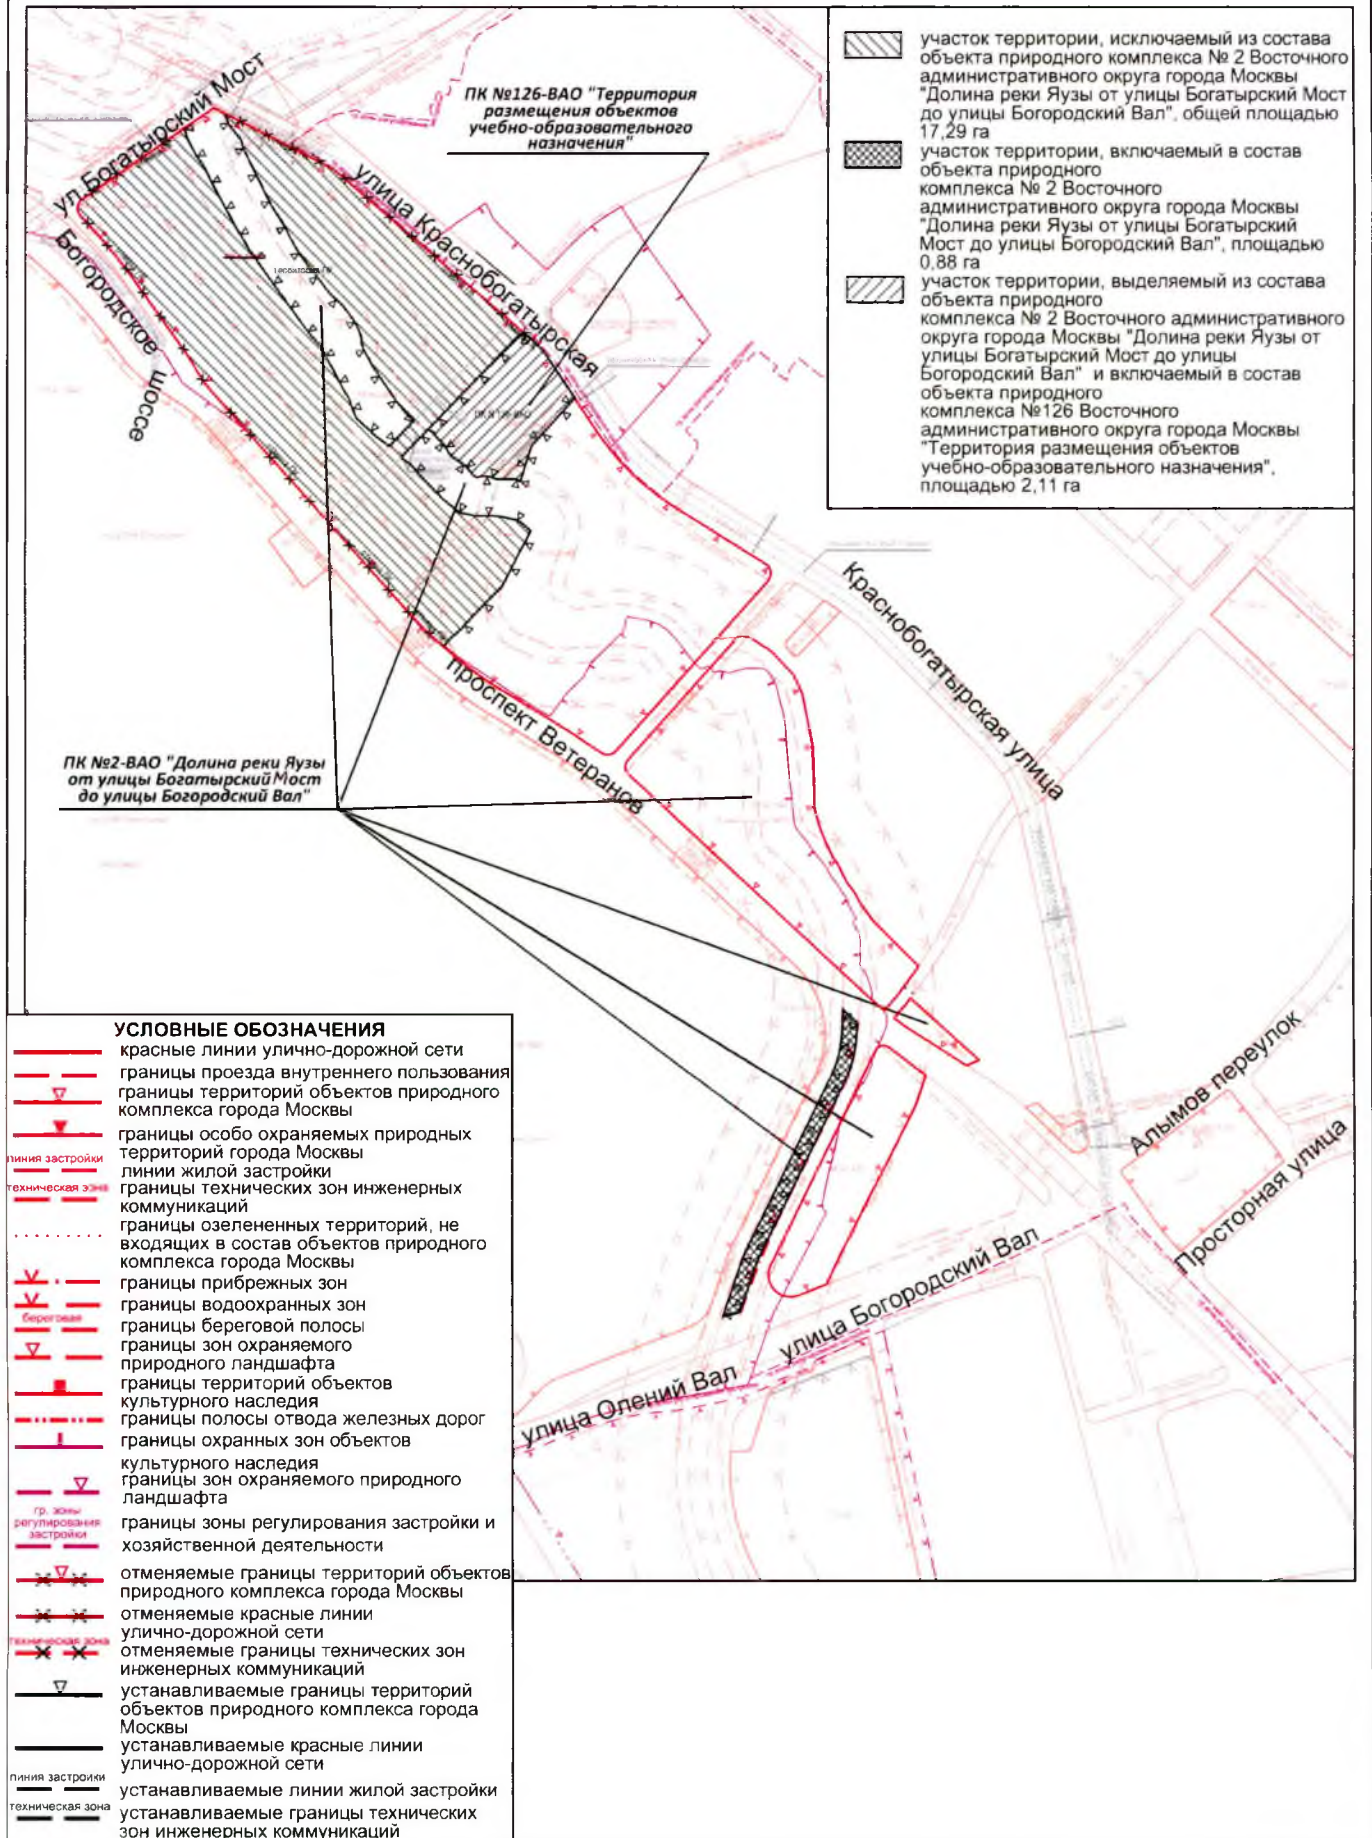 участок территории, исключаемый из состава
объекта природного комплекса № 2 Восточного
административного округа города Москвы
"Долина реки Яузы от улицы Богатырский Мост
до улицы Богородский Вал", общей площадью
17,29 га
участок территории, включаемый в состав
объекта природного
комплекса № 2 Восточного
административного округа города Москвы
"Долина реки Яузы от улицы Богатырский
Мост до улицы Богородский Вал", площадью
0,88 га
участок территории, выделяемый из состава
объекта природного
комплекса № 2 Восточного административного
округа города Москвы "Долина реки Яузы от
улицы Богатырский Мост до улицы
Богородский Вал" и включаемый в состав
объекта природного
комплекса №126 Восточного
административного округа города Москвы
"Территория размещения объектов
учебно-образовательного назначения",
площадью 2,11 га
ПК №126-ВАО "Территория
размещения объектов
учебно-образовательного
назначения"
ул Богатырский Мост
улица Краснобогатырская
Богородское шоссе
Краснобогатырская улица
проспект Ветеранов
ПК №2-ВАО "Долина реки Яузы
от улицы Богатырский Мост
до улицы Богородский Вал"
Алымов переулок
Просторная улица
улица Богородский Вал
улица Олений Вал
УСЛОВНЫЕ ОБОЗНАЧЕНИЯ
красные линии улично-дорожной сети
границы проезда внутреннего пользования
границы территорий объектов природного
комплекса города Москвы
границы особо охраняемых природных
территорий города Москвы
линия застройки
линии жилой застройки
техническая зона
границы технических зон инженерных
коммуникаций
границы озелененных территорий, не
входящих в состав объектов природного
комплекса города Москвы
границы прибрежных зон
границы водоохранных зон
береговая
границы береговой полосы
границы зон охраняемого
природного ландшафта
границы территорий объектов
культурного наследия
границы полосы отвода железных дорог
границы охранных зон объектов
культурного наследия
границы зон охраняемого природного
ландшафта
гр. зоны
регулирования
застройки
границы зоны регулирования застройки и
хозяйственной деятельности
отменяемые границы территорий объектов
природного комплекса города Москвы
отменяемые красные линии
улично-дорожной сети
техническая зона
отменяемые границы технических зон
инженерных коммуникаций
устанавливаемые границы территорий
объектов природного комплекса города
Москвы
устанавливаемые красные линии
улично-дорожной сети
линия застройки
устанавливаемые линии жилой застройки
техническая зона
устанавливаемые границы технических
зон инженерных коммуникаций